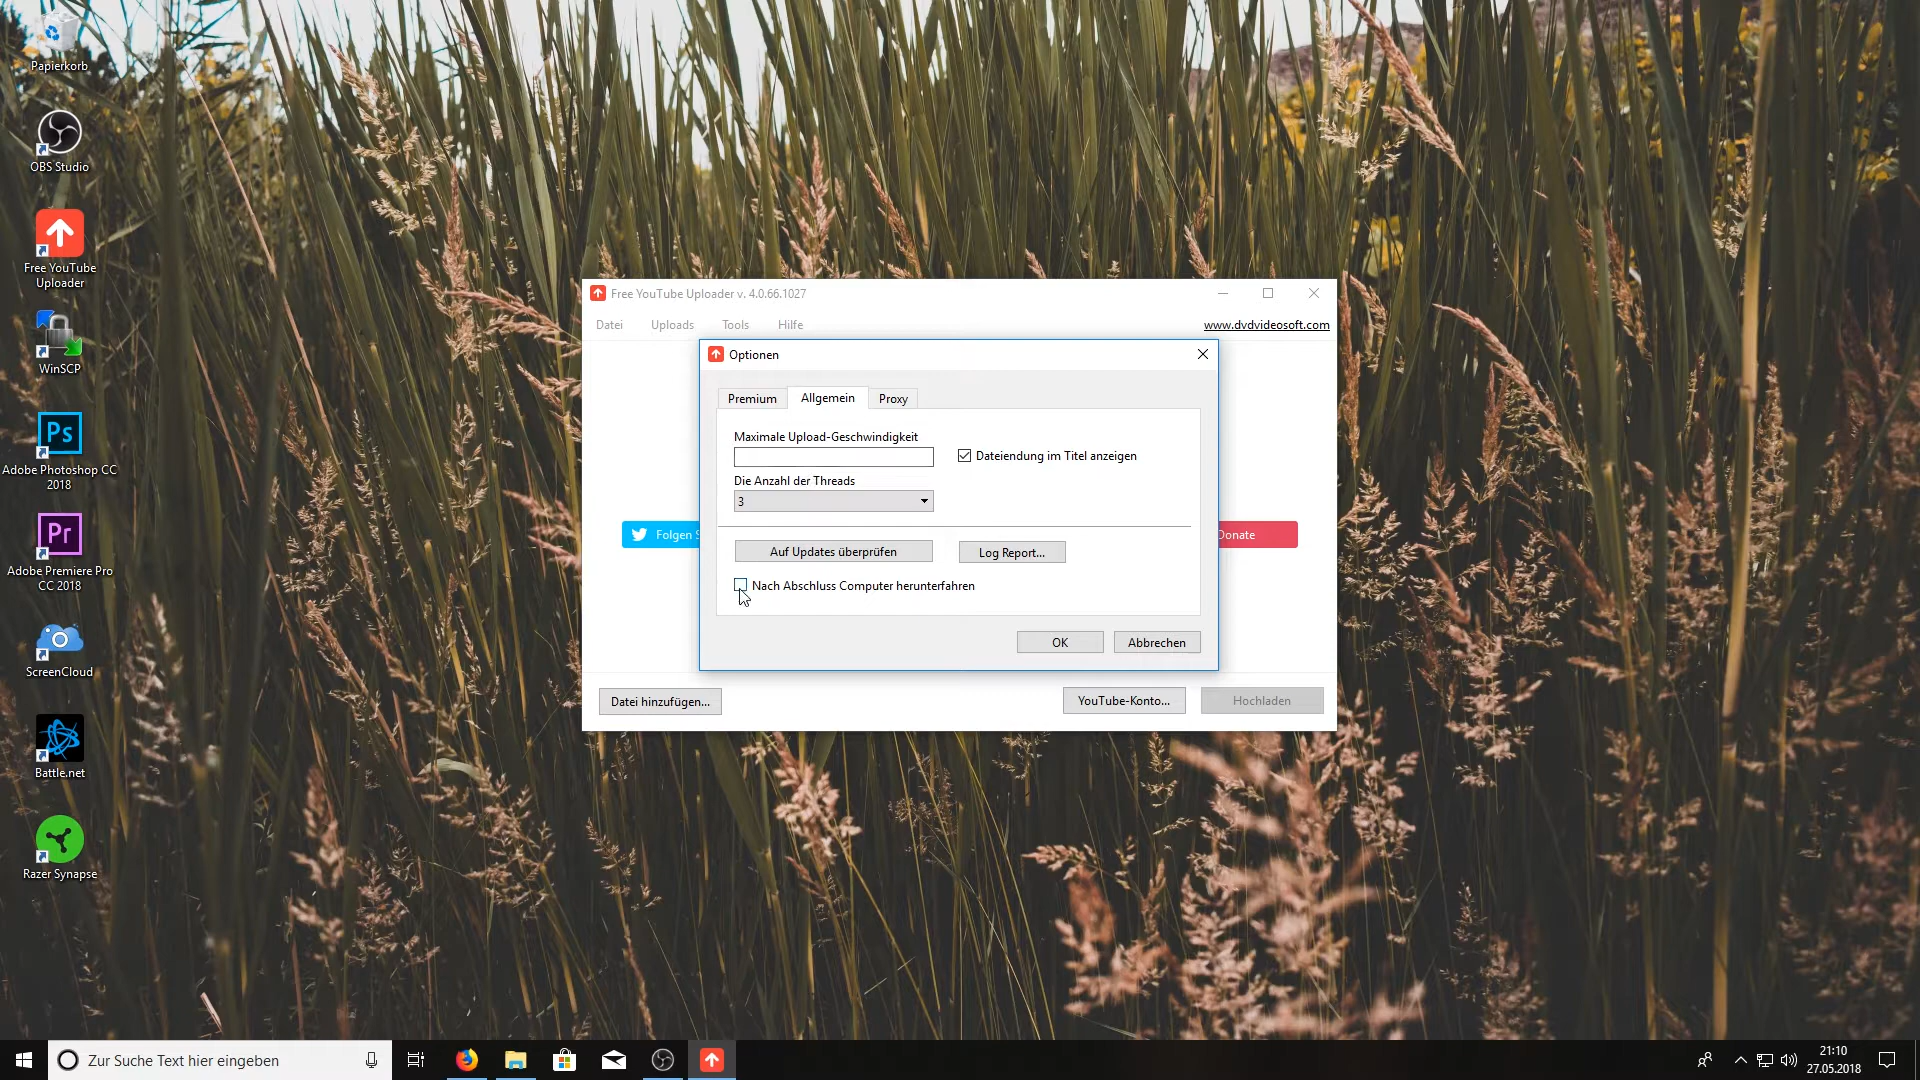 Papierkorb
OBS Studio
Free YouTube
Uploader
WinSCP
Ps
Adobe Photoshop CC
2018
Pr
Adobe Premiere Pro
CC 2018
ScreenCloud
Battle.net
Razer Synapse
Free YouTube Uploader v. 4.0.66.1027
Datei Uploads Tools Hilfe www.dvdvideosoft.com
Optionen
Premium Allgemein Proxy
Maximale Upload-Geschwindigkeit
Dateiendung im Titel anzeigen
Die Anzahl der Threads
3
Folgen S
Donate
Auf Updates überprüfen Log Report...
Nach Abschluss Computer herunterfahren
OK Abbrechen
Datei hinzufügen... YouTube-Konto... Hochladen
Zur Suche Text hier eingeben
21:10
27.05.2018